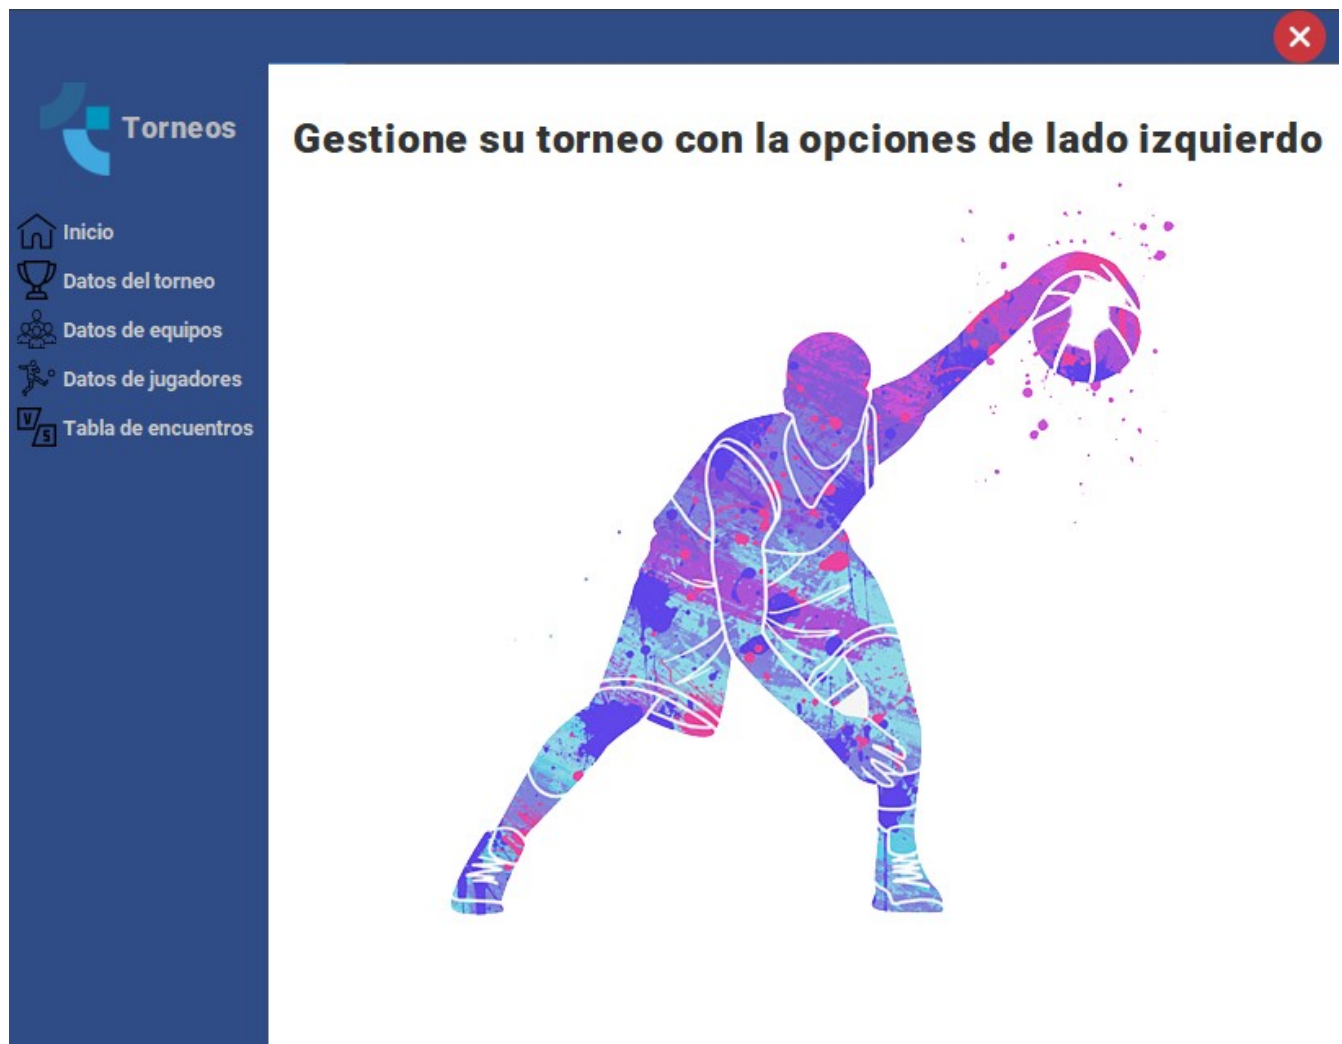 Torneos
Gestione su torneo con la opciones de lado izquierdo
Inicio
Datos del torneo
Datos de equipos
Datos de jugadores
V/S
Tabla de encuentros